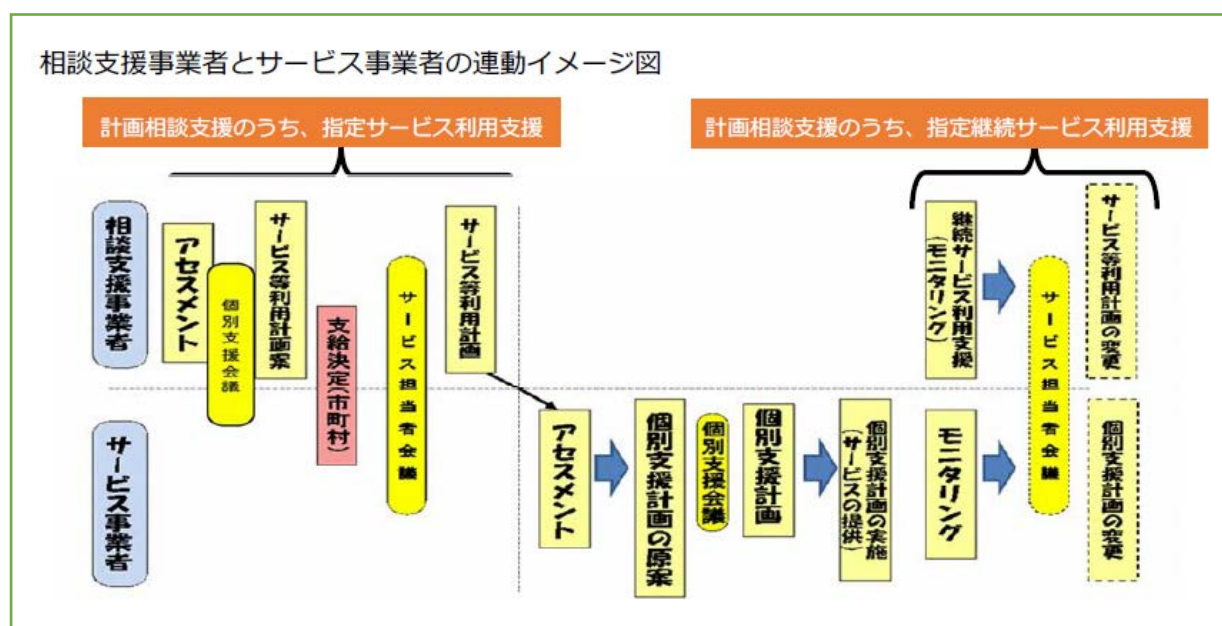 相談支援事業者とサービス事業者の連動イメージ図
計画相談支援のうち、指定サービス利用支援
計画相談支援のうち、指定継続サービス利用支援
相談支援事業者
アセスメント
個別支援会議
サービス等利用計画案
支給決定(市町村)
サービス担当者会議
サービス等利用計画
継続サービス利用支援
(モニタリング)
サービス担当者会議
サービス等利用計画の変更
サービス事業者
アセスメント
個別支援計画の原案
個別支援会議
個別支援計画
個別支援計画の実施
(サービスの提供)
モニタリング
個別支援計画の変更